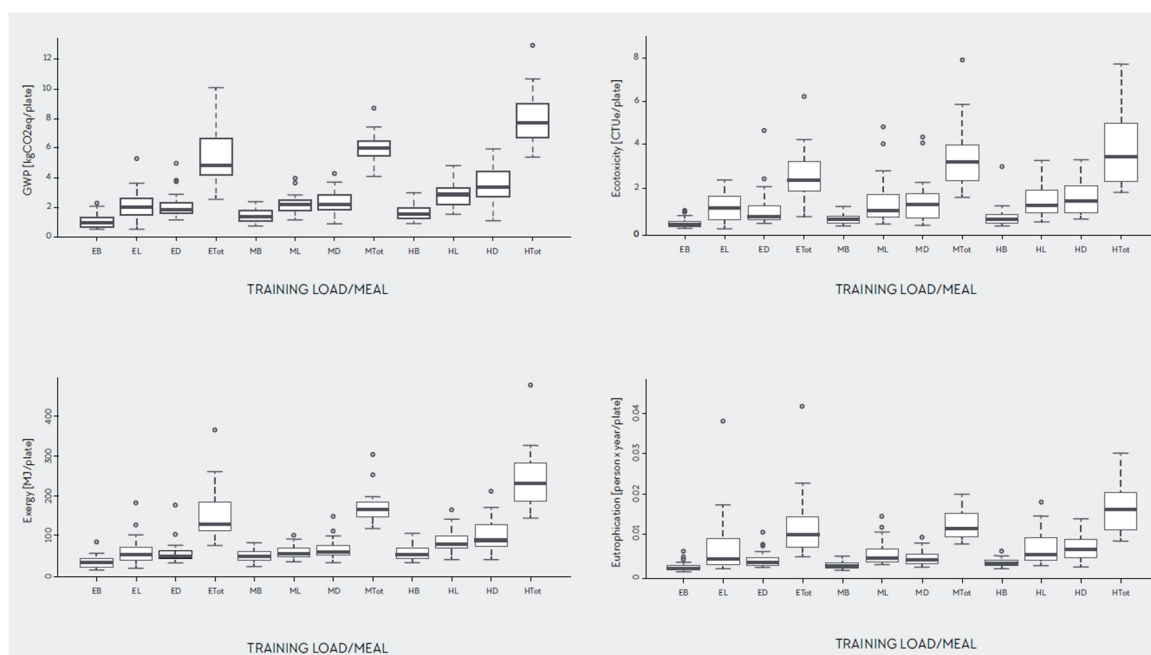 GWP [kgCO2eq/plate]
12
10
8
6
4
2
0
EB EL ED ETot MB ML MD MTot HB HL HD HTot
TRAINING LOAD/MEAL
Ecotoxicity [CTUe/plate]
8
6
4
2
0
EB EL ED ETot MB ML MD MTot HB HL HD HTot
TRAINING LOAD/MEAL
Exergy [MJ/plate]
400
300
200
100
0
EB EL ED ETot MB ML MD MTot HB HL HD HTot
TRAINING LOAD/MEAL
Eutrophication [person x year/plate]
0.04
0.03
0.02
0.01
0
EB EL ED ETot MB ML MD MTot HB HL HD HTot
TRAINING LOAD/MEAL